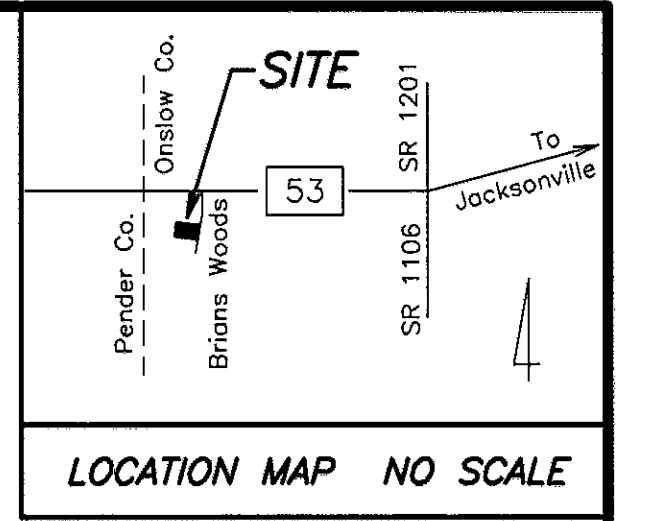 Onslow Co.
SITE
SR 1201
To
Jacksonville
53
Pender Co.
Brians Woods
SR 1106
LOCATION MAP NO SCALE